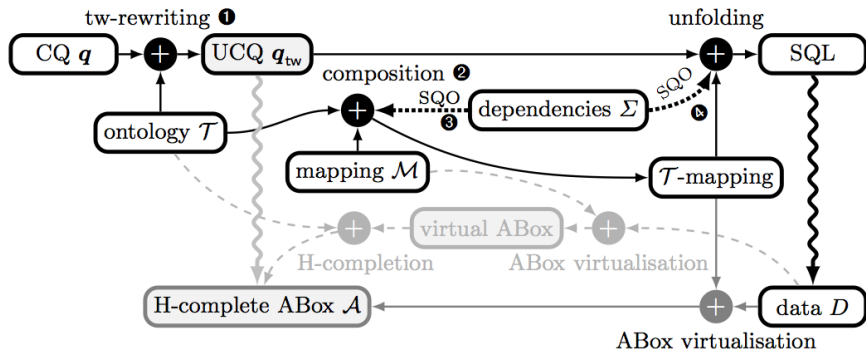 tw-rewriting ❶
unfolding
CQ q
+
UCQ q_tw
+
SQL
composition ❷
SQO
SQO
+
❸
dependencies Σ
❹
ontology 𝒯
mapping ℳ
𝒯-mapping
+
virtual ABox
+
H-completion
ABox virtualisation
H-complete ABox 𝒜
+
data D
ABox virtualisation